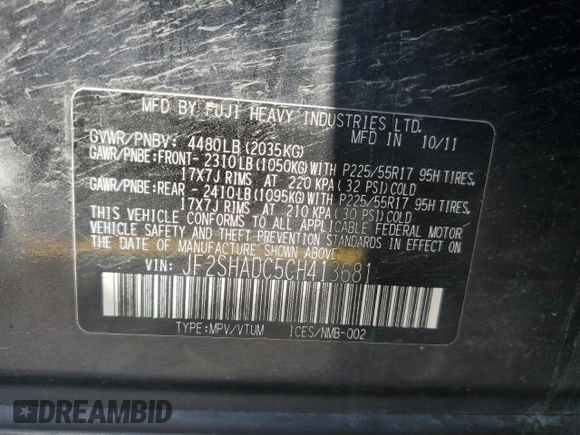 MFD BY FUJI HEAVY INDUSTRIES LTD.
MFD IN 10/11
GVWR/PNBV: 4480LB(2035KG)
GAWR/PNBE:FRONT-2310LB(1050KG)WITH P225/55R17 95H TIRES,
17X7J RIMS AT 220 KPA(32 PSI)COLD
GAWR/PNBE:REAR -2410LB(1095KG)WITH P225/55R17 95H TIRES,
17X7J RIMS AT 210 KPA(30 PSI)COLD
THIS VEHICLE CONFORMS TO ALL APPLICABLE FEDERAL MOTOR
VEHICLE SAFETY AND THEFT PREVENTION STANDARDS IN EFFECT
ON THE DATE OF MANUFACTURE SHOWN ABOVE.
VIN: JF2SHADC5CH413681
TYPE:MPV/VTUM ICES/NMB-002
DREAMBID